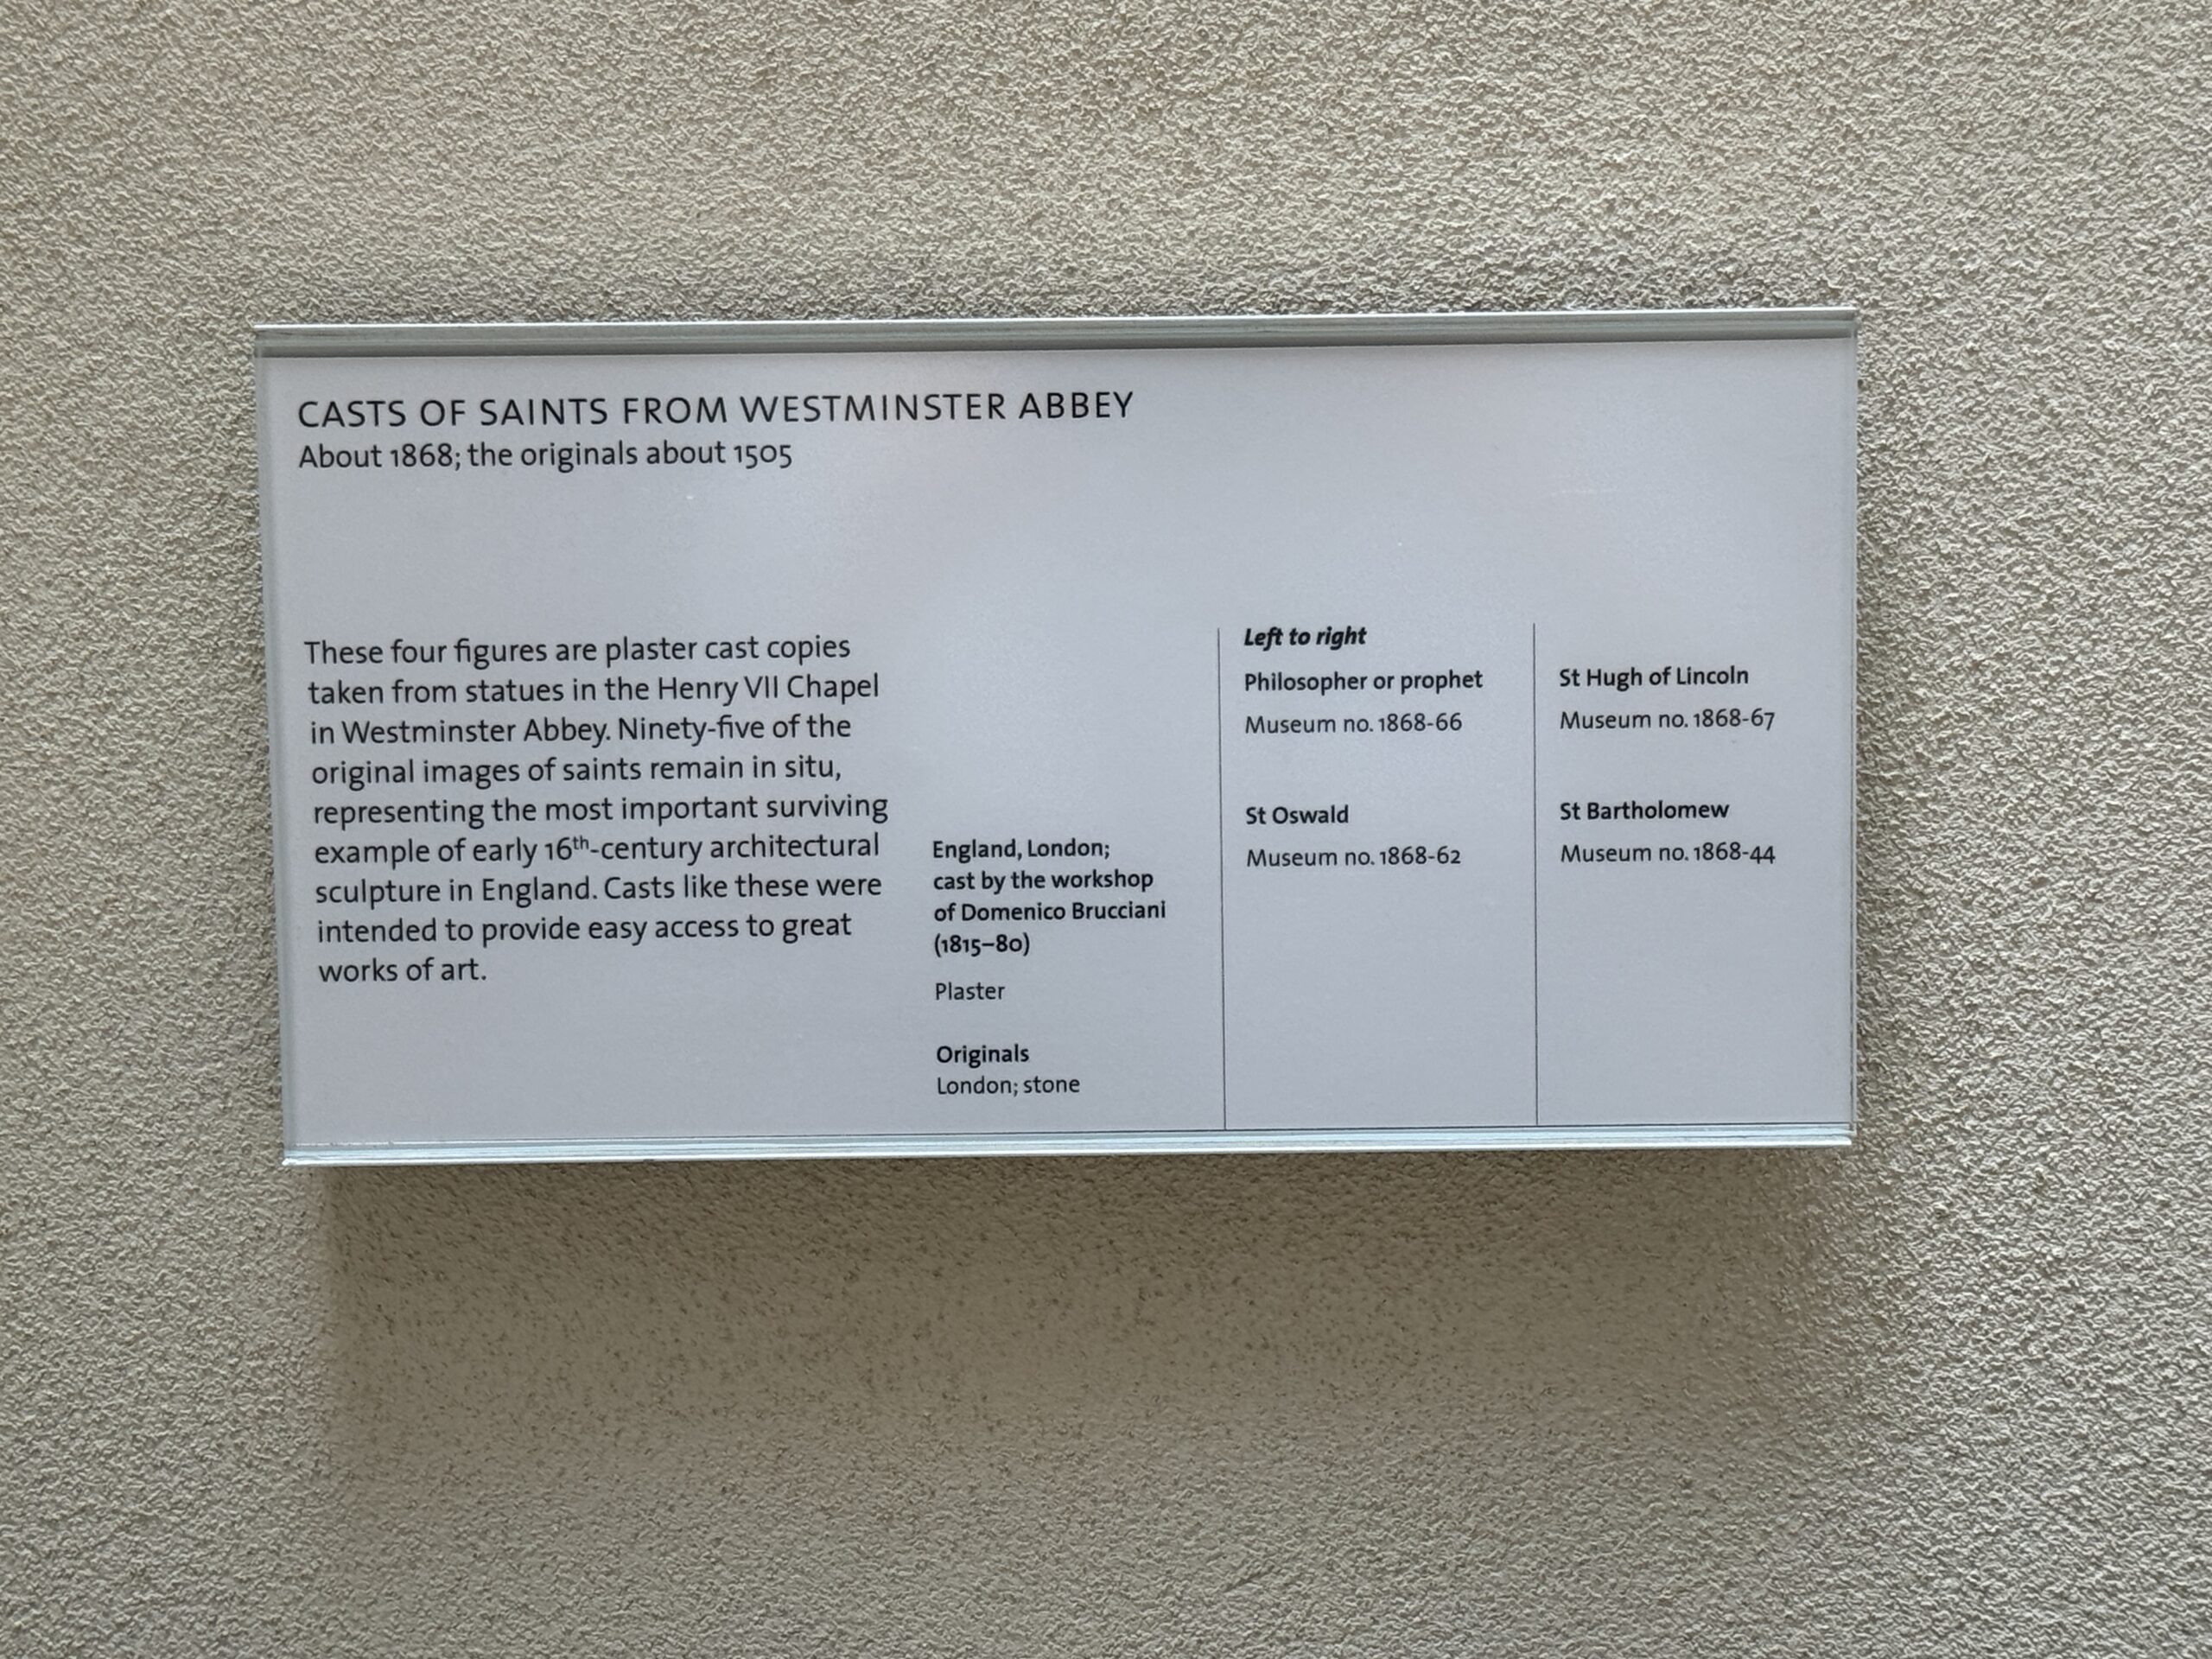 CASTS OF SAINTS FROM WESTMINSTER ABBEY
About 1868; the originals about 1505
These four figures are plaster cast copies
taken from statues in the Henry VII Chapel
in Westminster Abbey. Ninety-five of the
original images of saints remain in situ,
representing the most important surviving
example of early 16th-century architectural
sculpture in England. Casts like these were
intended to provide easy access to great
works of art.
England, London;
cast by the workshop
of Domenico Brucciani
(1815–80)
Plaster
Originals
London; stone
Left to right
Philosopher or prophet
Museum no. 1868-66
St Oswald
Museum no. 1868-62
St Hugh of Lincoln
Museum no. 1868-67
St Bartholomew
Museum no. 1868-44